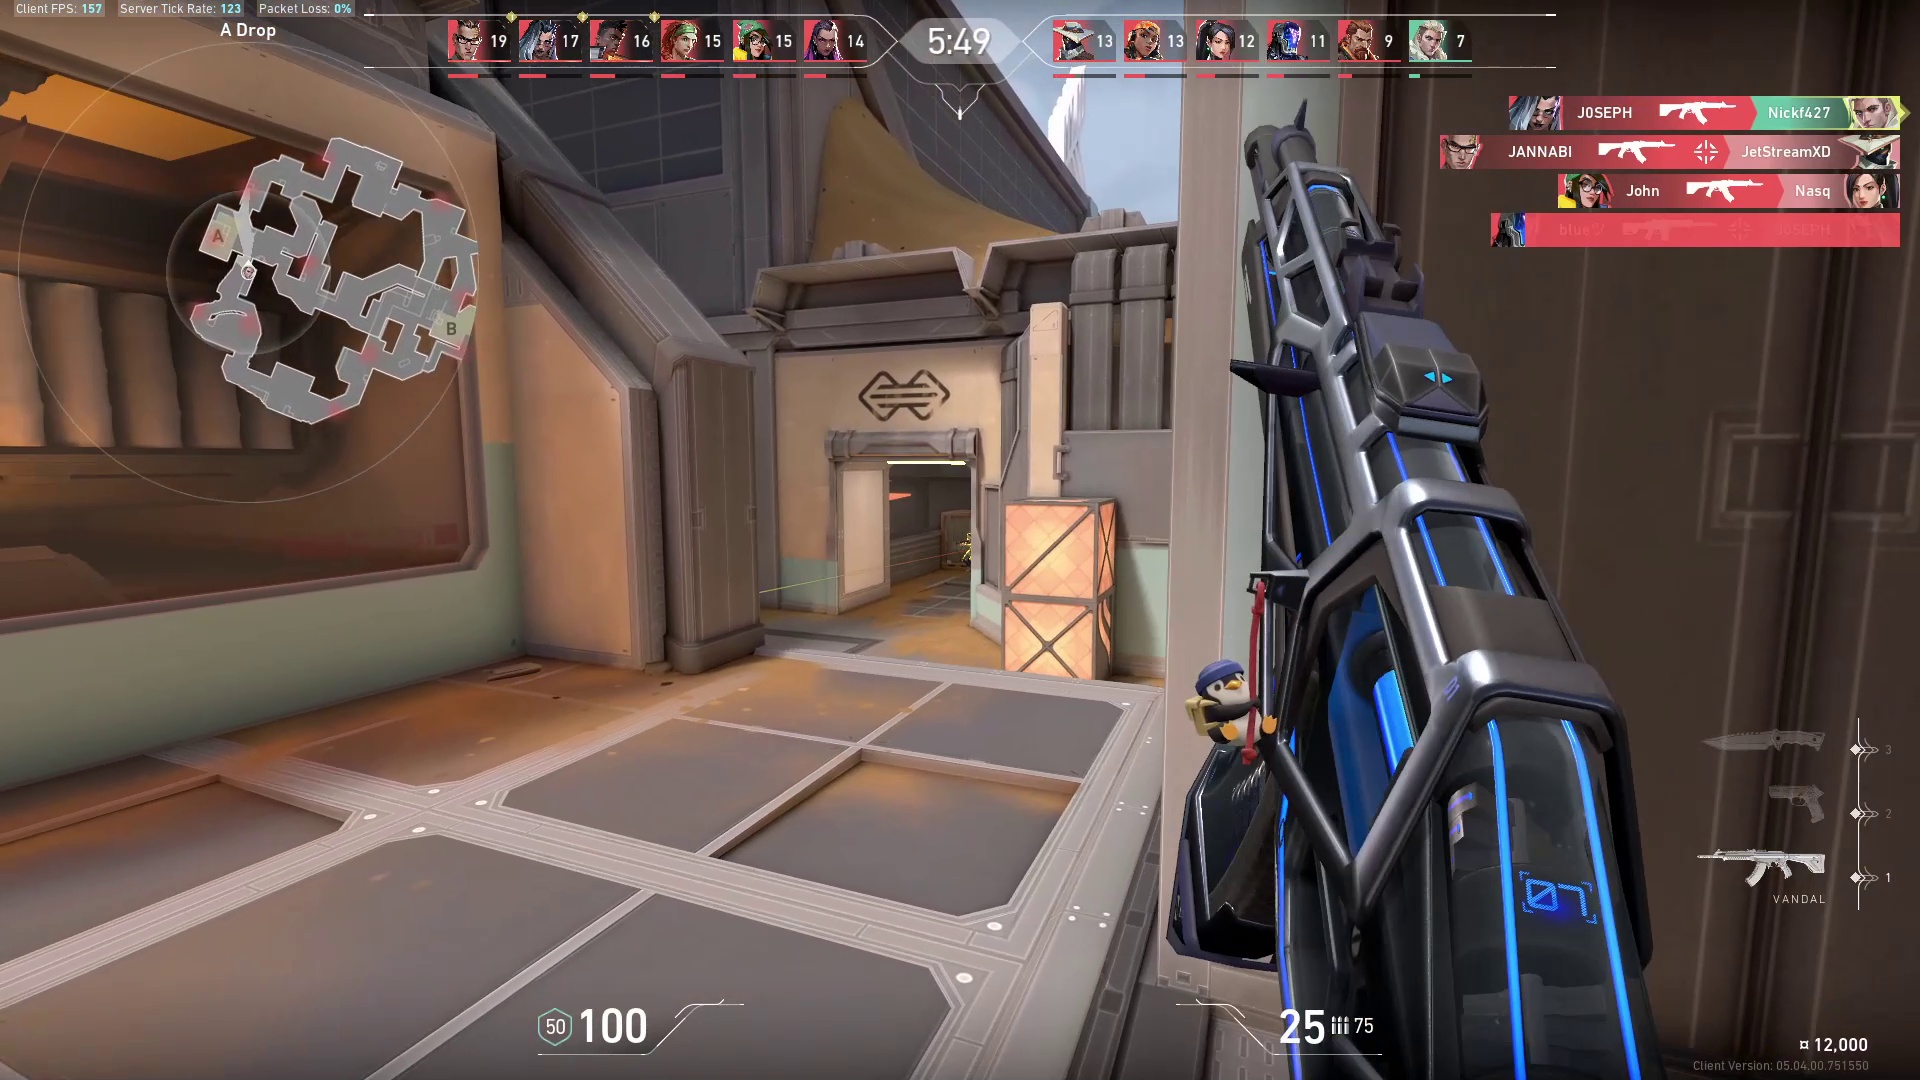 Client FPS: 157 Server Tick Rate: 123 Packet Loss: 0%
A Drop
19 17 16 15 15 14 5:49 13 13 12 11 9 7
J0SEPH Nickf427
JANNABI JetStreamXD
John Nasq
A
B
3
2
VANDAL
1
07
50 100
25 75
¤ 12,000
Client Version: 05.04.00.751550